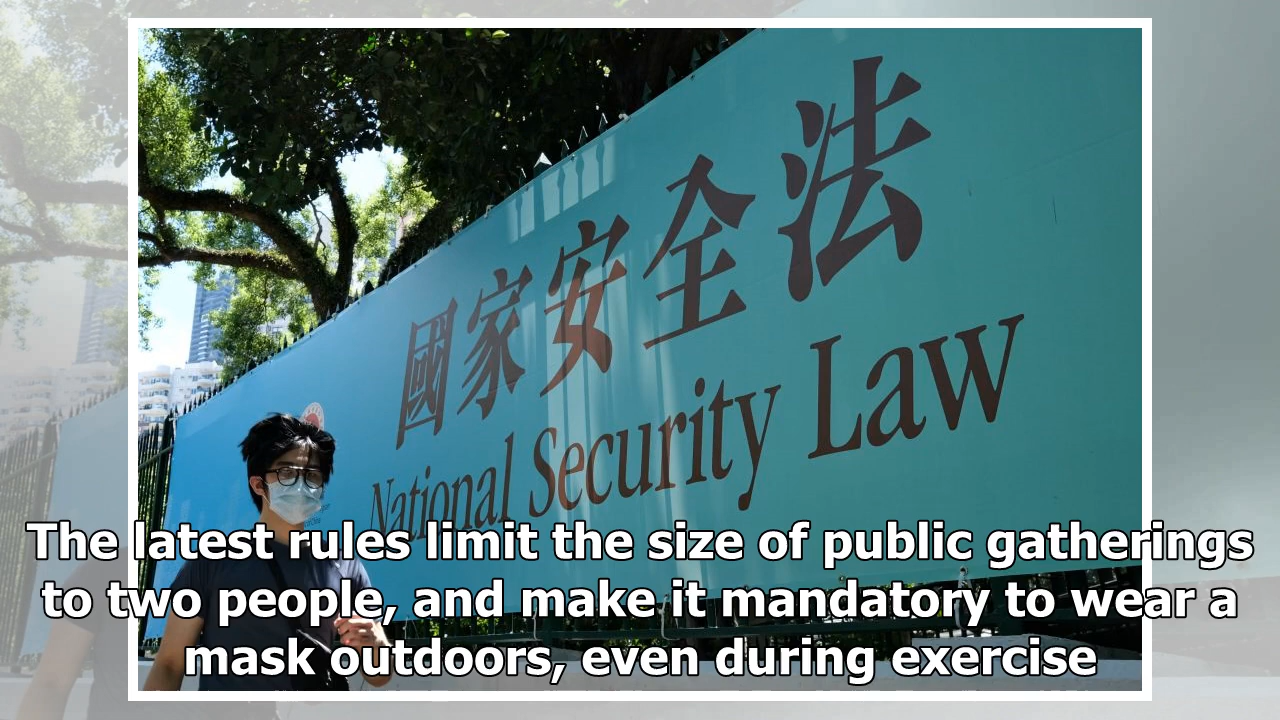 國家安全法
National Security Law
The latest rules limit the size of public gatherings
to two people, and make it mandatory to wear a
mask outdoors, even during exercise